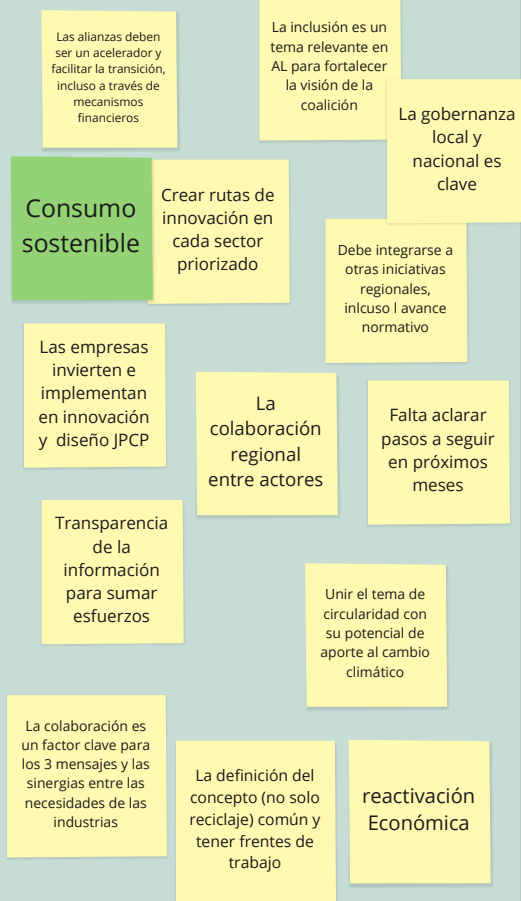 Las alianzas deben
ser un acelerador y
facilitar la transición,
incluso a través de
mecanismos
financieros
La inclusión es un
tema relevante en
AL para fortalecer
la visión de la
coalición
La gobernanza
local y
nacional es
clave
Consumo
sostenible
Crear rutas de
innovación en
cada sector
priorizado
Debe integrarse a
otras iniciativas
regionales,
inlcuso l avance
normativo
Las empresas
invierten e
implementan
en innovación
y diseño JPCP
La
colaboración
regional
entre actores
Falta aclarar
pasos a seguir
en próximos
meses
Transparencia
de la
información
para sumar
esfuerzos
Unir el tema de
circularidad con
su potencial de
aporte al cambio
climático
La colaboración es
un factor clave para
los 3 mensajes y las
sinergias entre las
necesidades de las
industrias
La definición del
concepto (no solo
reciclaje) común y
tener frentes de
trabajo
reactivación
Económica